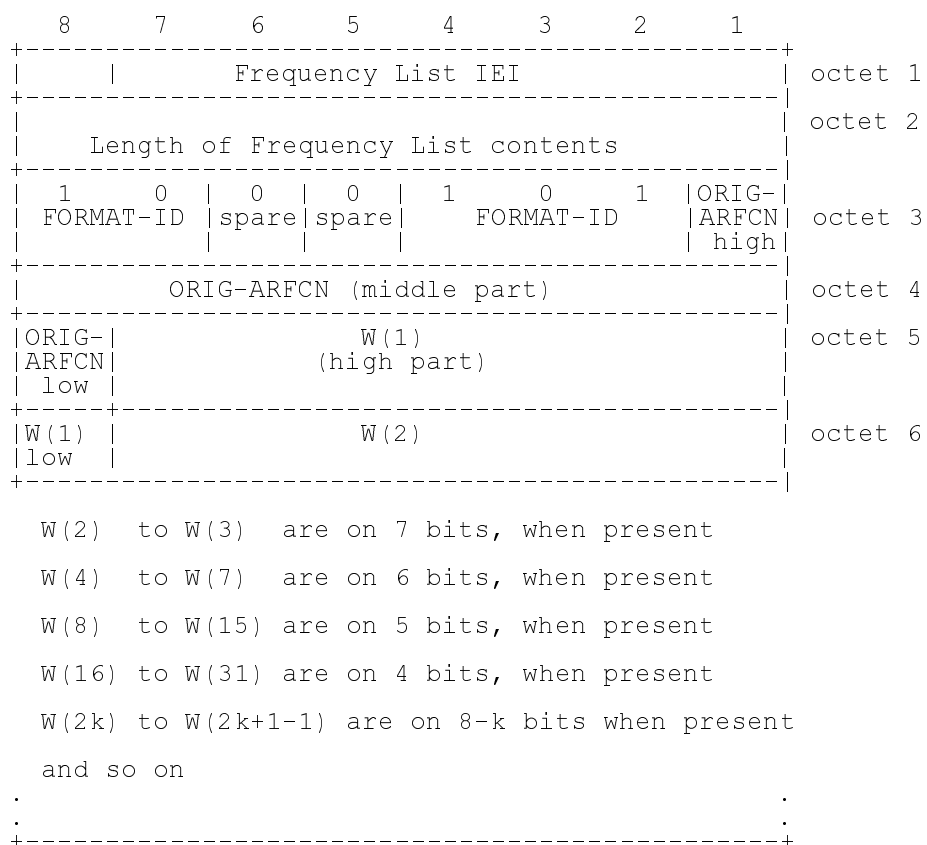 8 7 6 5 4 3 2 1
Frequency List IEI octet 1
octet 2
Length of Frequency List contents
1 0 0 0 1 0 1 ORIG-
FORMAT-ID spare spare FORMAT-ID ARFCN octet 3
high
ORIG-ARFCN (middle part) octet 4
ORIG- W(1) octet 5
ARFCN (high part)
low
W(1) W(2) octet 6
low
W(2) to W(3) are on 7 bits, when present
W(4) to W(7) are on 6 bits, when present
W(8) to W(15) are on 5 bits, when present
W(16) to W(31) are on 4 bits, when present
W(2k) to W(2k+1-1) are on 8-k bits when present
and so on